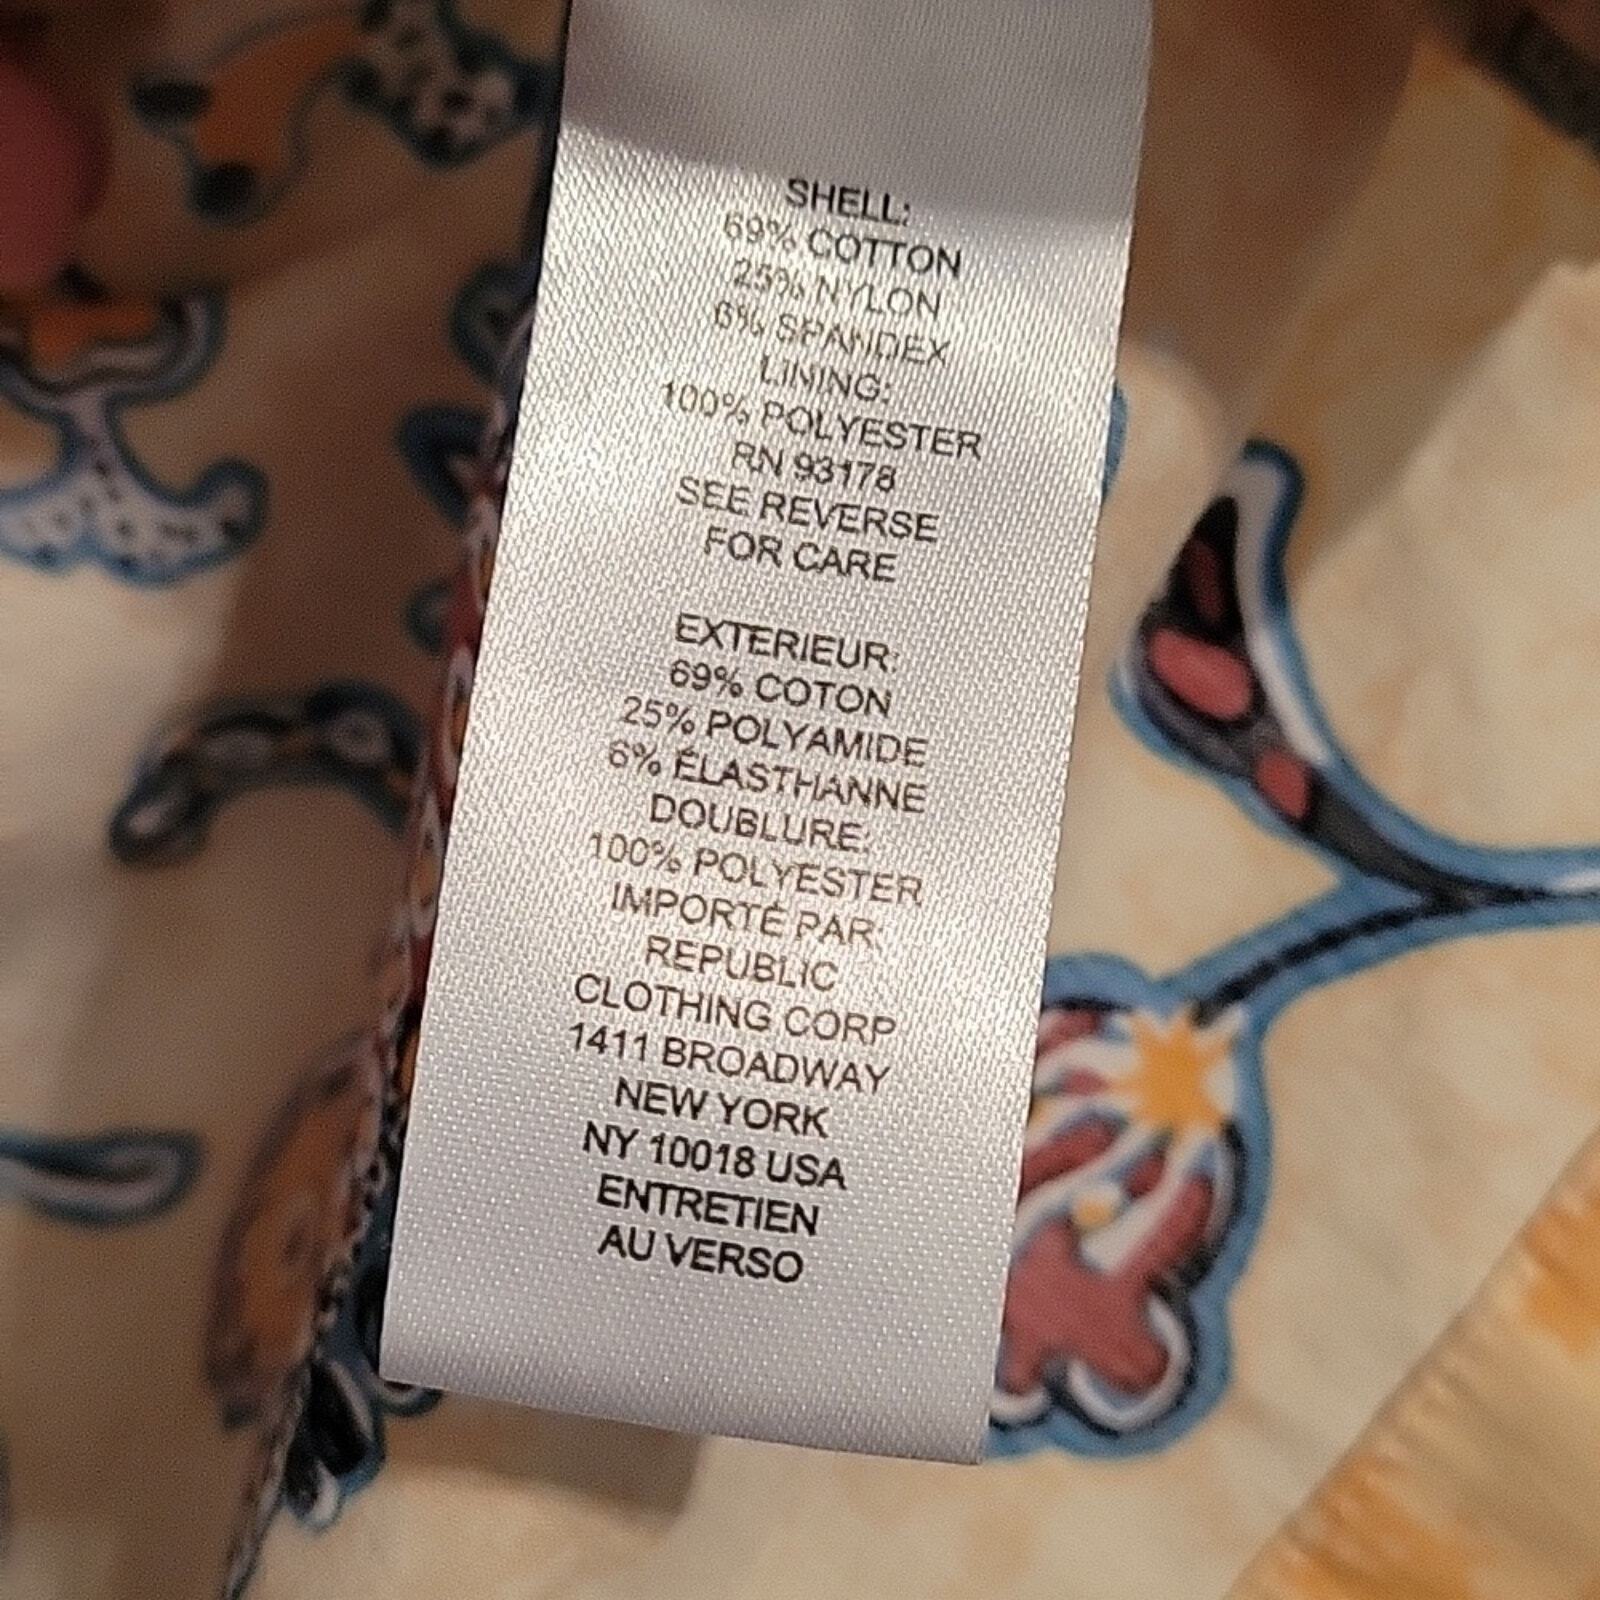 SHELL:
69% COTTON
25% NYLON
6% SPANDEX
LINING:
100% POLYESTER
RN 93178
SEE REVERSE
FOR CARE
EXTERIEUR:
69% COTON
25% POLYAMIDE
6% ÉLASTHANNE
DOUBLURE:
100% POLYESTER
IMPORTÉ PAR:
REPUBLIC
CLOTHING CORP
1411 BROADWAY
NEW YORK
NY 10018 USA
ENTRETIEN
AU VERSO